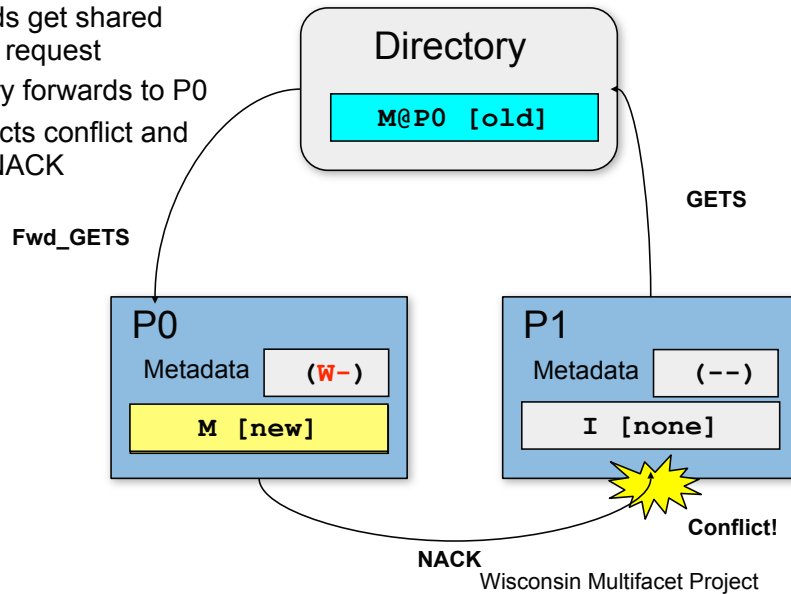 ds get shared
request
ry forwards to P0
cts conflict and
NACK
Directory
M@P0 [old]
GETS
Fwd_GETS
P0
Metadata (W-)
M [new]
P1
Metadata (--)
I [none]
Conflict!
NACK
Wisconsin Multifacet Project